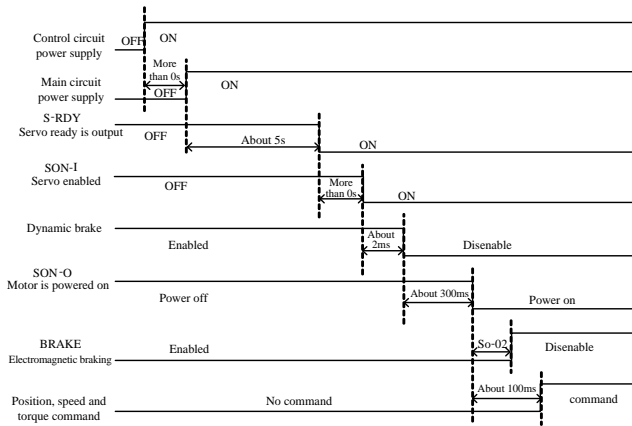 Control circuit
power supply
OFF
ON
More
than 0s
Main circuit
power supply
OFF
ON
S-RDY
Servo ready is output
OFF
About 5s
ON
SON-I
Servo enabled
OFF
More
than 0s
ON
Dynamic brake
Enabled
About
2ms
Disenable
SON-O
Motor is powered on
Power off
About 300ms
Power on
BRAKE
Electromagnetic braking
Enabled
So-02
Disenable
Position, speed and
torque command
No command
About 100ms
command